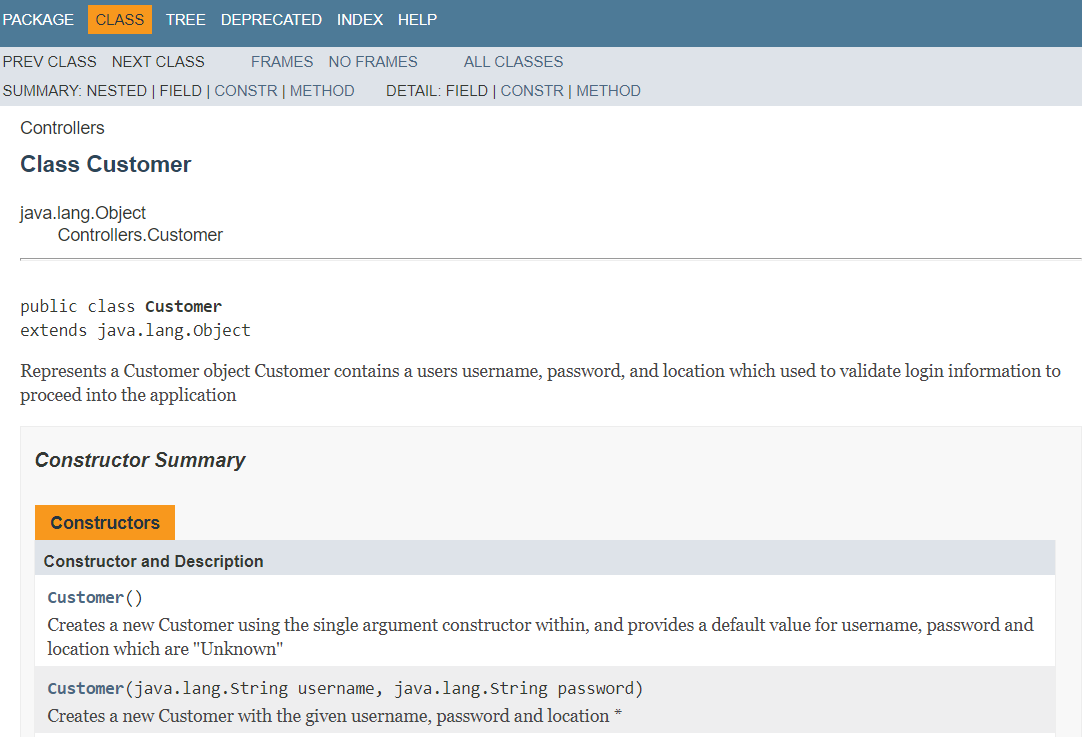 PACKAGE CLASS TREE DEPRECATED INDEX HELP
PREV CLASS NEXT CLASS FRAMES NO FRAMES ALL CLASSES
SUMMARY: NESTED | FIELD | CONSTR | METHOD DETAIL: FIELD | CONSTR | METHOD
Controllers
Class Customer
java.lang.Object
Controllers.Customer
public class Customer
extends java.lang.Object
Represents a Customer object Customer contains a users username, password, and location which used to validate login information to
proceed into the application
Constructor Summary
Constructors
Constructor and Description
Customer()
Creates a new Customer using the single argument constructor within, and provides a default value for username, password and
location which are "Unknown"
Customer(java.lang.String username, java.lang.String password)
Creates a new Customer with the given username, password and location *